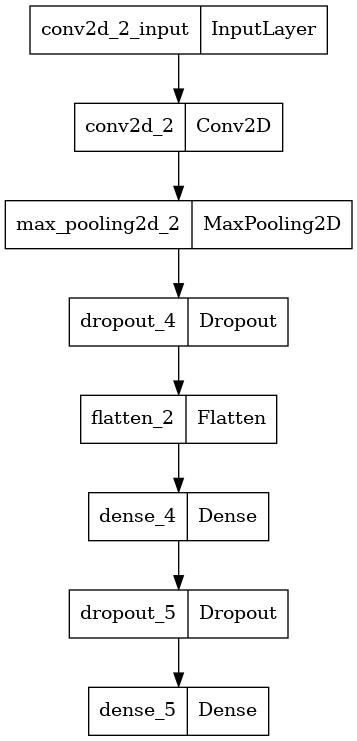 conv2d_2_input InputLayer
conv2d_2 Conv2D
max_pooling2d_2 MaxPooling2D
dropout_4 Dropout
flatten_2 Flatten
dense_4 Dense
dropout_5 Dropout
dense_5 Dense